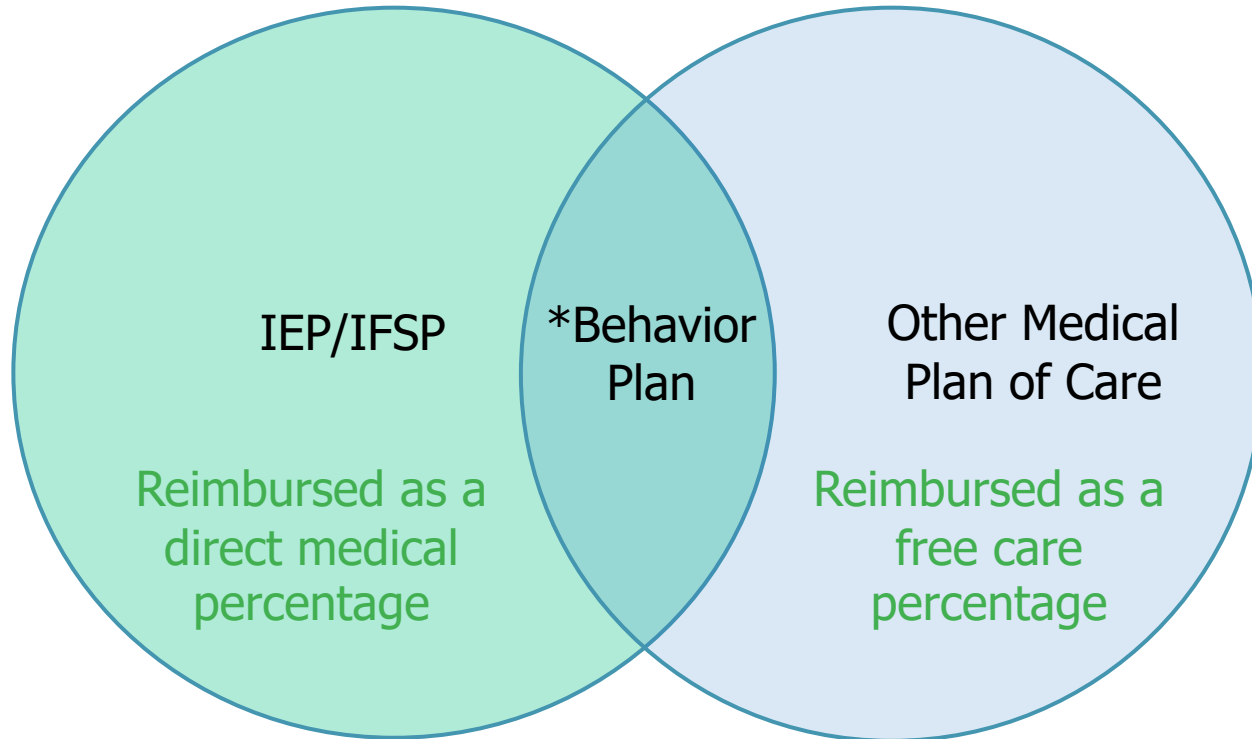 IEP/IFSP
Reimbursed as a
direct medical
percentage
*Behavior
Plan
Other Medical
Plan of Care
Reimbursed as a
free care
percentage